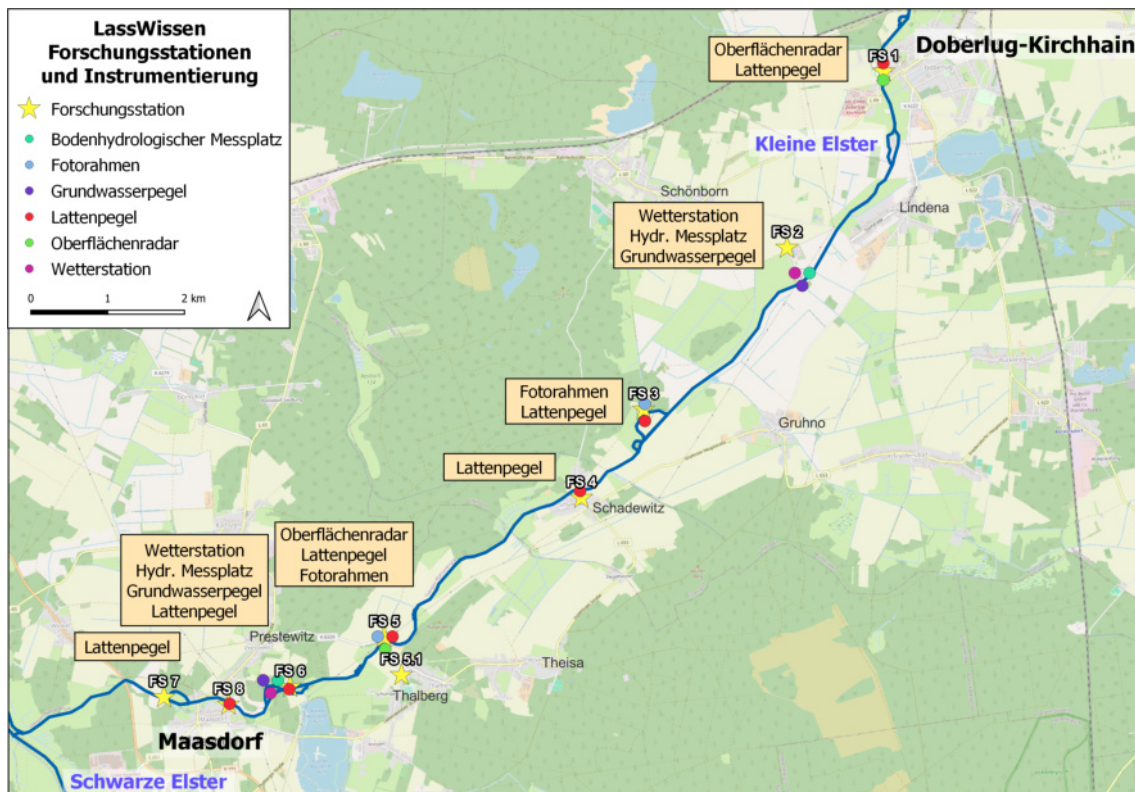 LassWissen
Forschungsstationen
und Instrumentierung
Forschungsstation
Bodenhydrologischer Messplatz
Fotorahmen
Grundwasserpegel
Lattenpegel
Oberflächenradar
Wetterstation
0 1 2 km
Doberlug-Kirchhain
Oberflächenradar
Lattenpegel
FS 1
Kleine Elster
Schönborn
Lindena
Wetterstation
Hydr. Messplatz
Grundwasserpegel
FS 2
Fotorahmen
Lattenpegel
FS 3
Gruhno
Lattenpegel
FS 4
Schadewitz
Oberflächenradar
Lattenpegel
Fotorahmen
Wetterstation
Hydr. Messplatz
Grundwasserpegel
Lattenpegel
FS 5
Prestewitz
Lattenpegel
FS 5.1
Theisa
Thalberg
FS 6
FS 7
FS 8
Maasdorf
Schwarze Elster